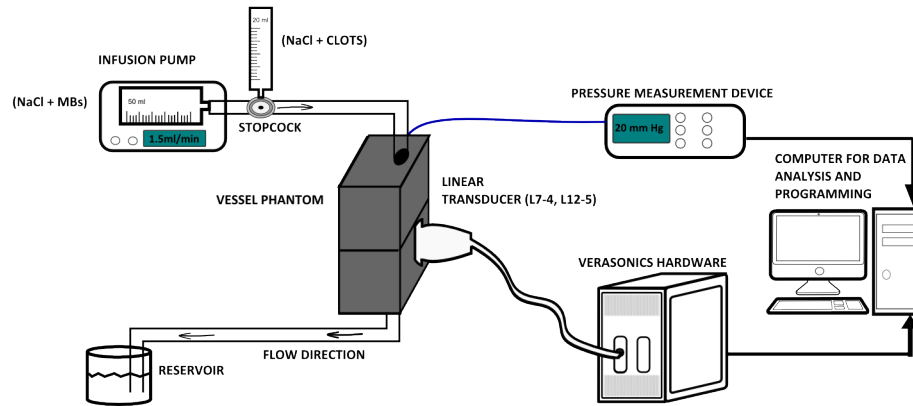 20 ml
(NaCl + CLOTS)
INFUSION PUMP
(NaCl + MBs)
50 ml
1.5ml/min
STOPCOCK
PRESSURE MEASUREMENT DEVICE
20 mm Hg
COMPUTER FOR DATA
ANALYSIS AND
PROGRAMMING
VESSEL PHANTOM
LINEAR
TRANSDUCER (L7-4, L12-5)
VERASONICS HARDWARE
FLOW DIRECTION
RESERVOIR